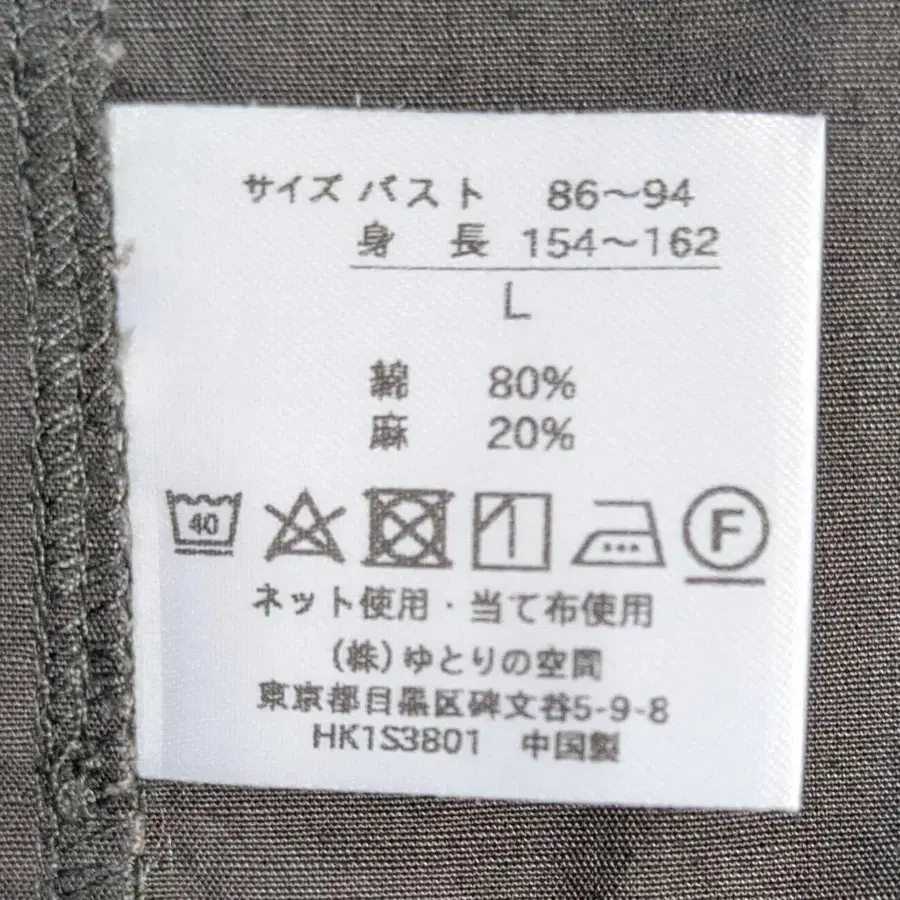 サイズ バスト 86〜94
身 長 154〜162
L
綿 80%
麻 20%
40 F
ネット使用・当て布使用
(株)ゆとりの空間
東京都目黒区碑文谷5-9-8
HK1S3801 中国製